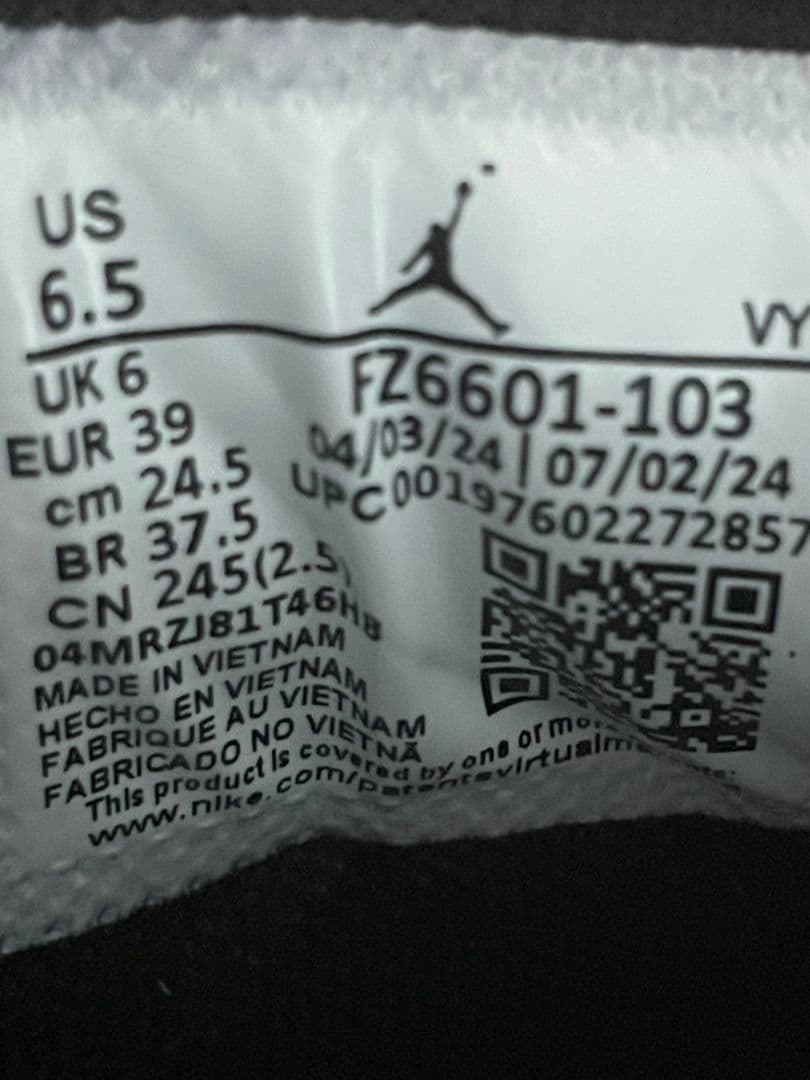 US
6.5
UK 6
EUR 39
cm 24.5
BR 37.5
CN 245(2.5)
04MRZJ81T46HB
MADE IN VIETNAM
HECHO EN VIETNAM
FABRIQUE AU VIETNAM
FABRICADO NO VIETNÃ
This product is covered by one or
www.nike.com/patents
VY
FZ6601-103
04/03/24 | 07/02/24
UPC00197602272857